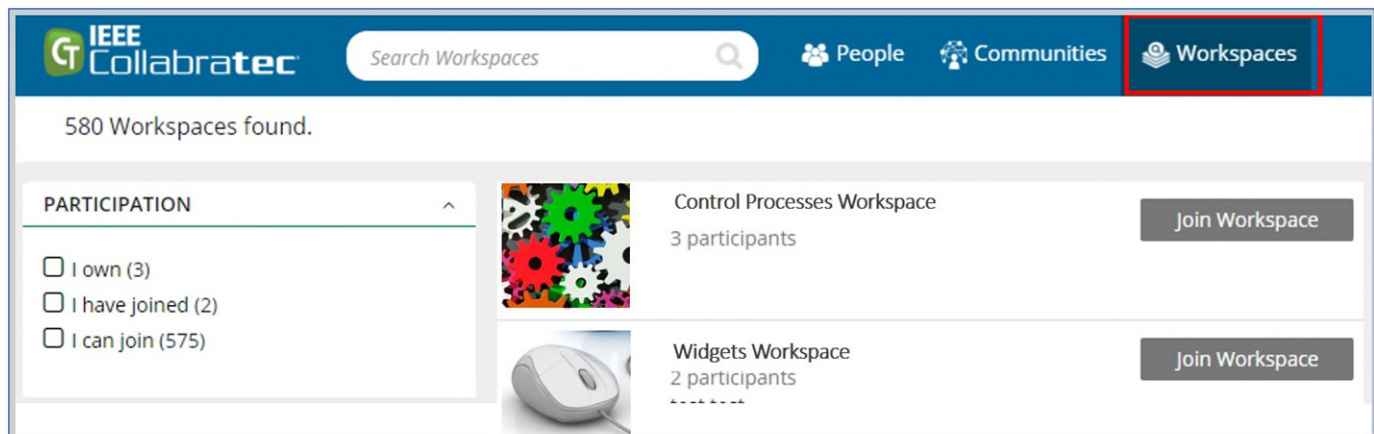 IEEE
Collabratec
Search Workspaces
People
Communities
Workspaces
580 Workspaces found.
PARTICIPATION
I own (3)
I have joined (2)
I can join (575)
Control Processes Workspace
3 participants
Join Workspace
Widgets Workspace
2 participants
Join Workspace